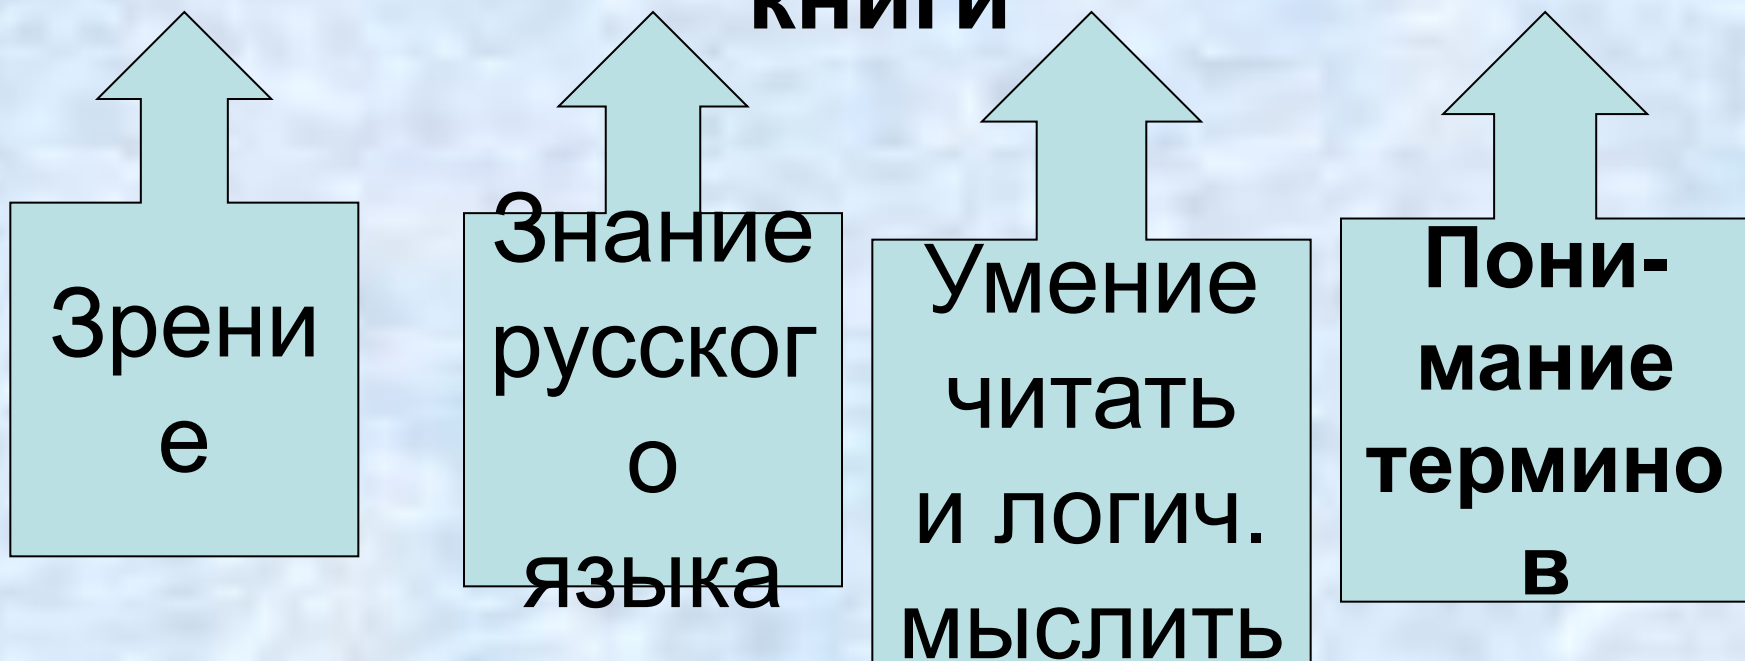 книги
Зрени
е
Знание
русског
о
языка
Умение
читать
и логич.
мыслить
Пони-
мание
термино
в